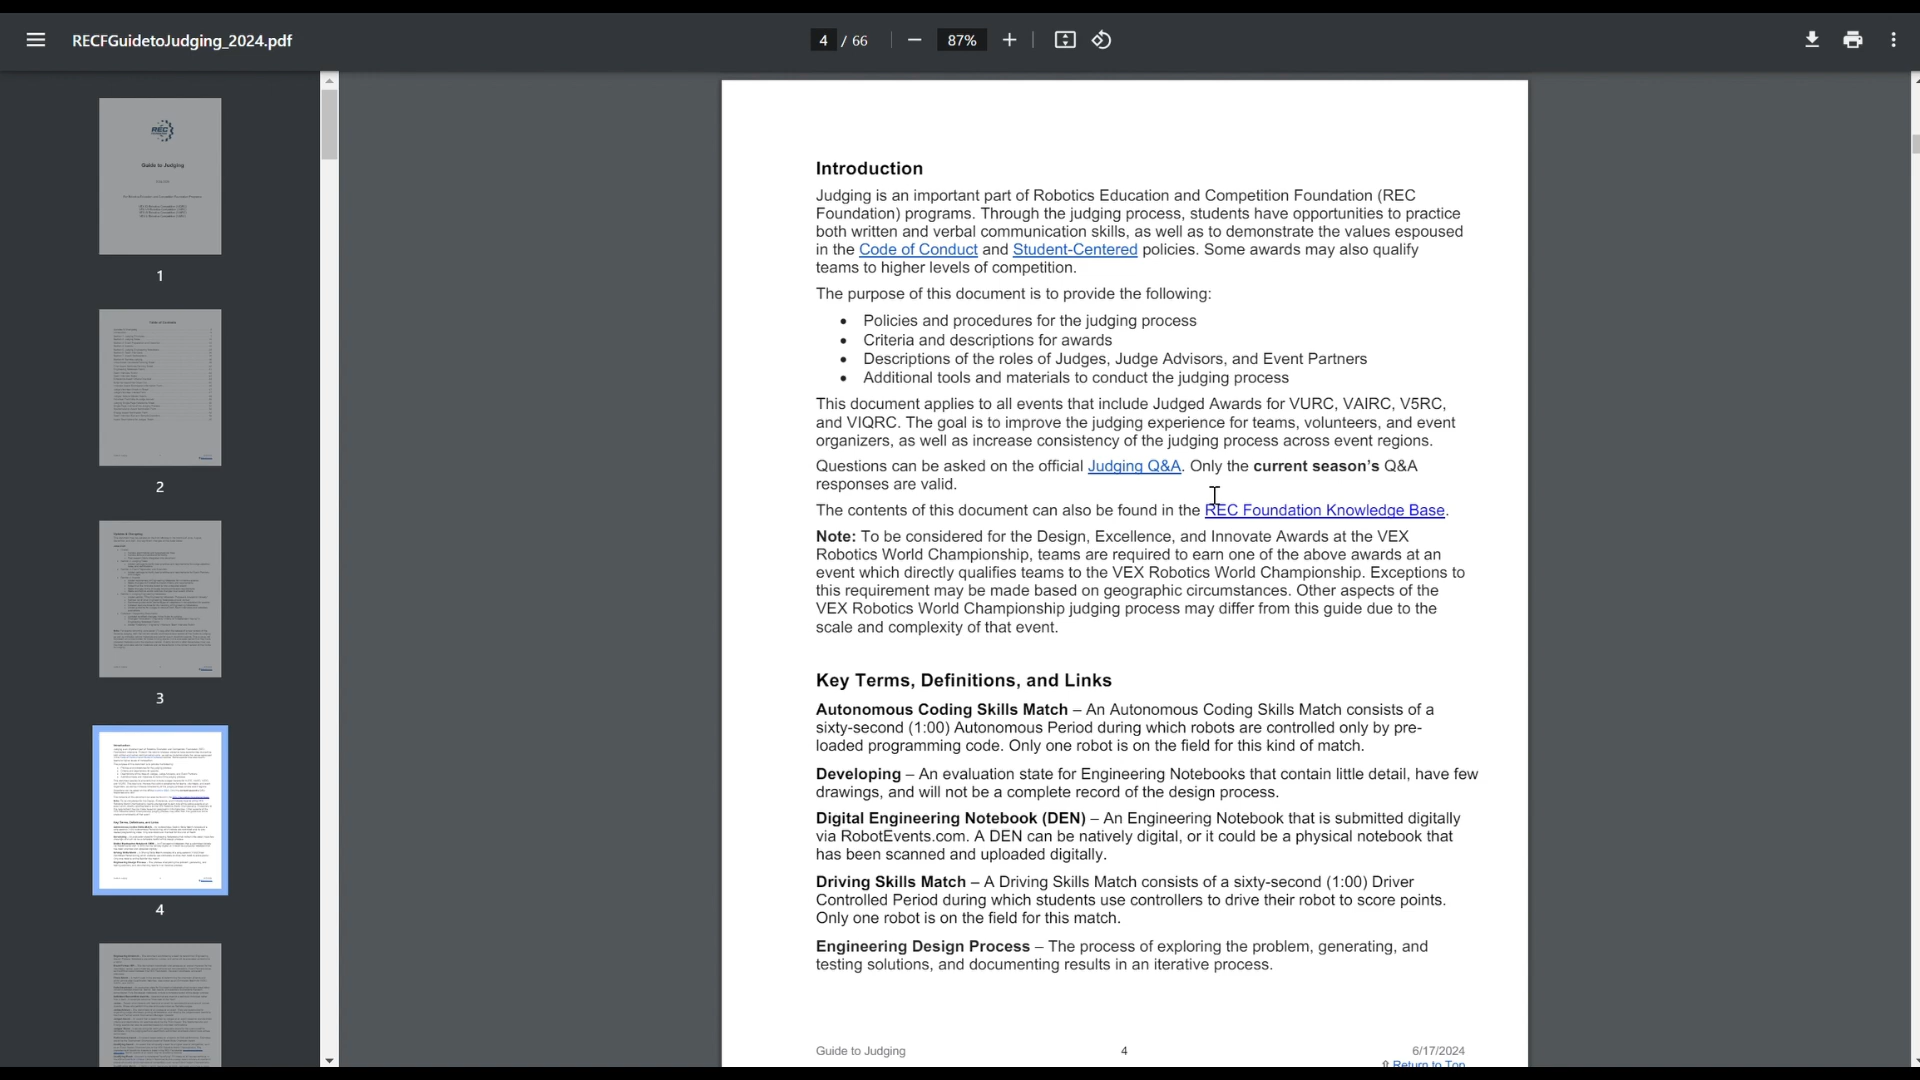 RECFGuidetoJudging_2024.pdf
4 / 66
87%
REC
Guide to Judging
1
2
3
4
Introduction
Judging is an important part of Robotics Education and Competition Foundation (REC
Foundation) programs. Through the judging process, students have opportunities to practice
both written and verbal communication skills, as well as to demonstrate the values espoused
in the Code of Conduct and Student-Centered policies. Some awards may also qualify
teams to higher levels of competition.
The purpose of this document is to provide the following:
• Policies and procedures for the judging process
• Criteria and descriptions for awards
• Descriptions of the roles of Judges, Judge Advisors, and Event Partners
• Additional tools and materials to conduct the judging process
This document applies to all events that include Judged Awards for VURC, VAIRC, V5RC,
and VIQRC. The goal is to improve the judging experience for teams, volunteers, and event
organizers, as well as increase consistency of the judging process across event regions.
Questions can be asked on the official Judging Q&A. Only the current season's Q&A
responses are valid.
The contents of this document can also be found in the REC Foundation Knowledge Base.
Note: To be considered for the Design, Excellence, and Innovate Awards at the VEX
Robotics World Championship, teams are required to earn one of the above awards at an
event which directly qualifies teams to the VEX Robotics World Championship. Exceptions to
this requirement may be made based on geographic circumstances. Other aspects of the
VEX Robotics World Championship judging process may differ from this guide due to the
scale and complexity of that event.
Key Terms, Definitions, and Links
Autonomous Coding Skills Match – An Autonomous Coding Skills Match consists of a
sixty-second (1:00) Autonomous Period during which robots are controlled only by pre-
loaded programming code. Only one robot is on the field for this kind of match.
Developing – An evaluation state for Engineering Notebooks that contain little detail, have few
drawings, and will not be a complete record of the design process.
Digital Engineering Notebook (DEN) – An Engineering Notebook that is submitted digitally
via RobotEvents.com. A DEN can be natively digital, or it could be a physical notebook that
has been scanned and uploaded digitally.
Driving Skills Match – A Driving Skills Match consists of a sixty-second (1:00) Driver
Controlled Period during which students use controllers to drive their robot to score points.
Only one robot is on the field for this match.
Engineering Design Process – The process of exploring the problem, generating, and
testing solutions, and documenting results in an iterative process.
Guide to Judging 4 6/17/2024
⇧ Return to Top